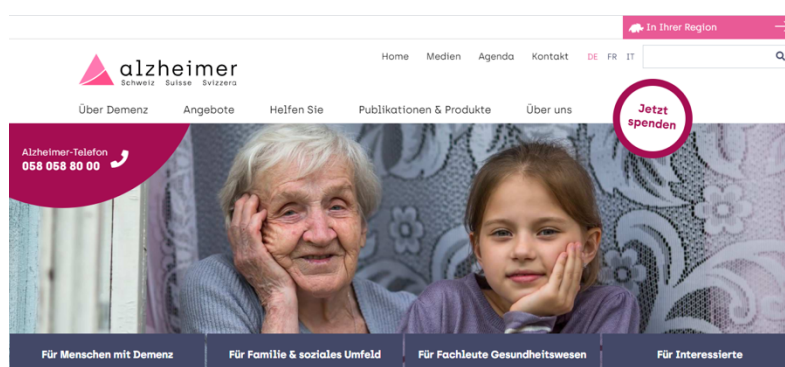 In Ihrer Region
alzheimer
Schweiz Suisse Svizzera
Home Medien Agenda Kontakt DE FR IT
Über Demenz Angebote Helfen Sie Publikationen & Produkte Über uns
Jetzt
spenden
Alzheimer-Telefon
058 058 80 00
Für Menschen mit Demenz Für Familie & soziales Umfeld Für Fachleute Gesundheitswesen Für Interessierte